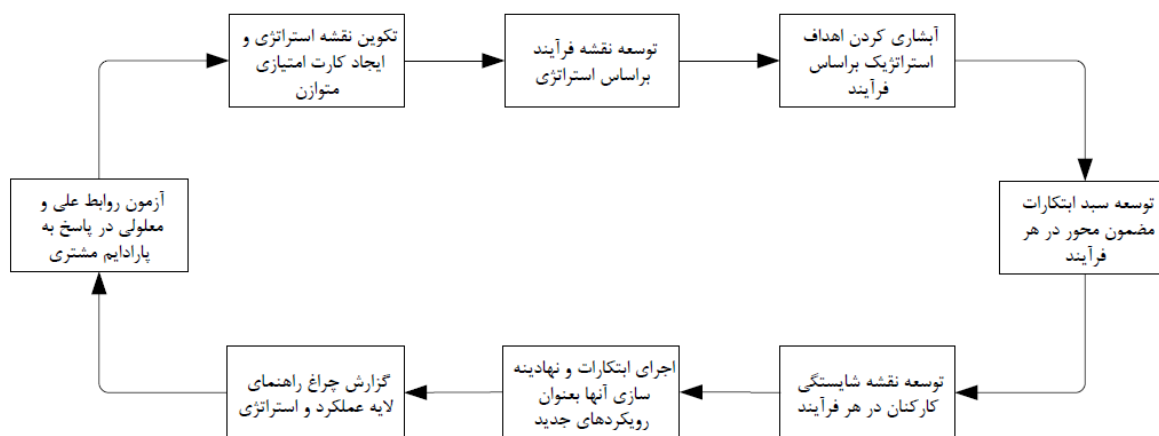 تکوین نقشه استراتژی و
ایجاد کارت امتیازی
متوازن
توسعه نقشه فرآیند
براساس استراتژی
آبشاری کردن اهداف
استراتژیک براساس
فرآیند
توسعه سبد ابتکارات
مضمون محور در هر
فرآیند
توسعه نقشه شایستگی
کارکنان در هر فرآیند
اجرای ابتکارات و نهادینه
سازی آنها بعنوان
رویکردهای جدید
گزارش چراغ راهنمای
لایه عملکرد و استراتژی
آزمون روابط علی و
معلولی در پاسخ به
پارادایم مشتری